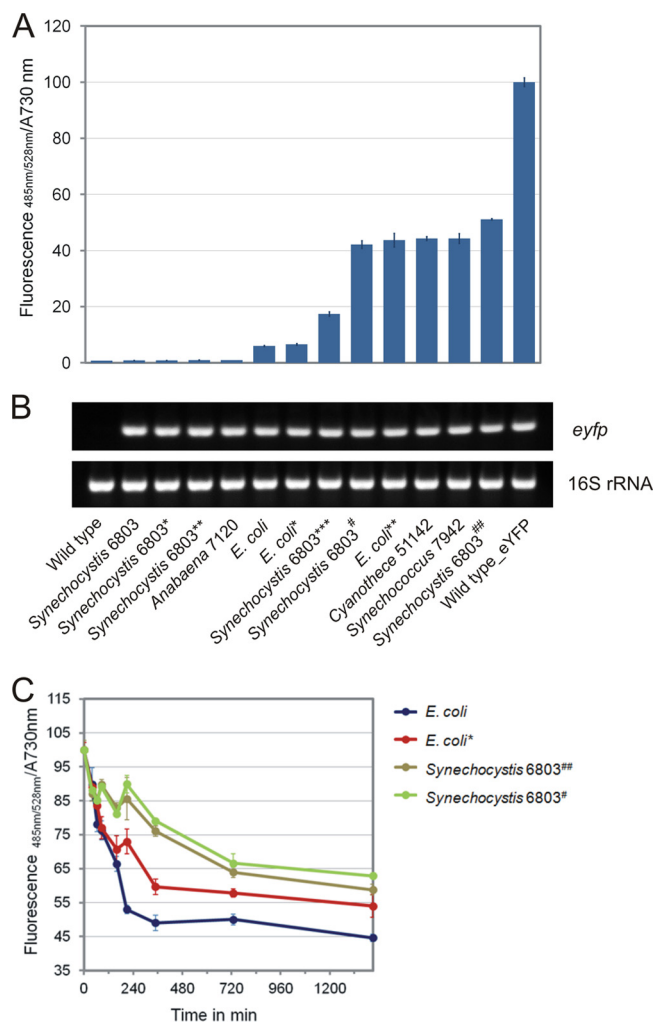 A
120
100
80
60
40
20
0
Fluorescence 485nm/528nm/A730 nm
B
eyfp
16S rRNA
Wild type
Synechocystis 6803
Synechocystis 6803*
Synechocystis 6803**
Anabaena 7120
E. coli
E. coli*
Synechocystis 6803***
Synechocystis 6803#
E. coli**
Cyanothece 51142
Synechococcus 7942
Synechocystis 6803##
Wild type_eYFP
C
115
105
95
85
75
65
55
45
35
Fluorescence 485nm/528nm/A730nm
0 240 480 720 960 1200
Time in min
E. coli
E. coli*
Synechocystis 6803##
Synechocystis 6803#